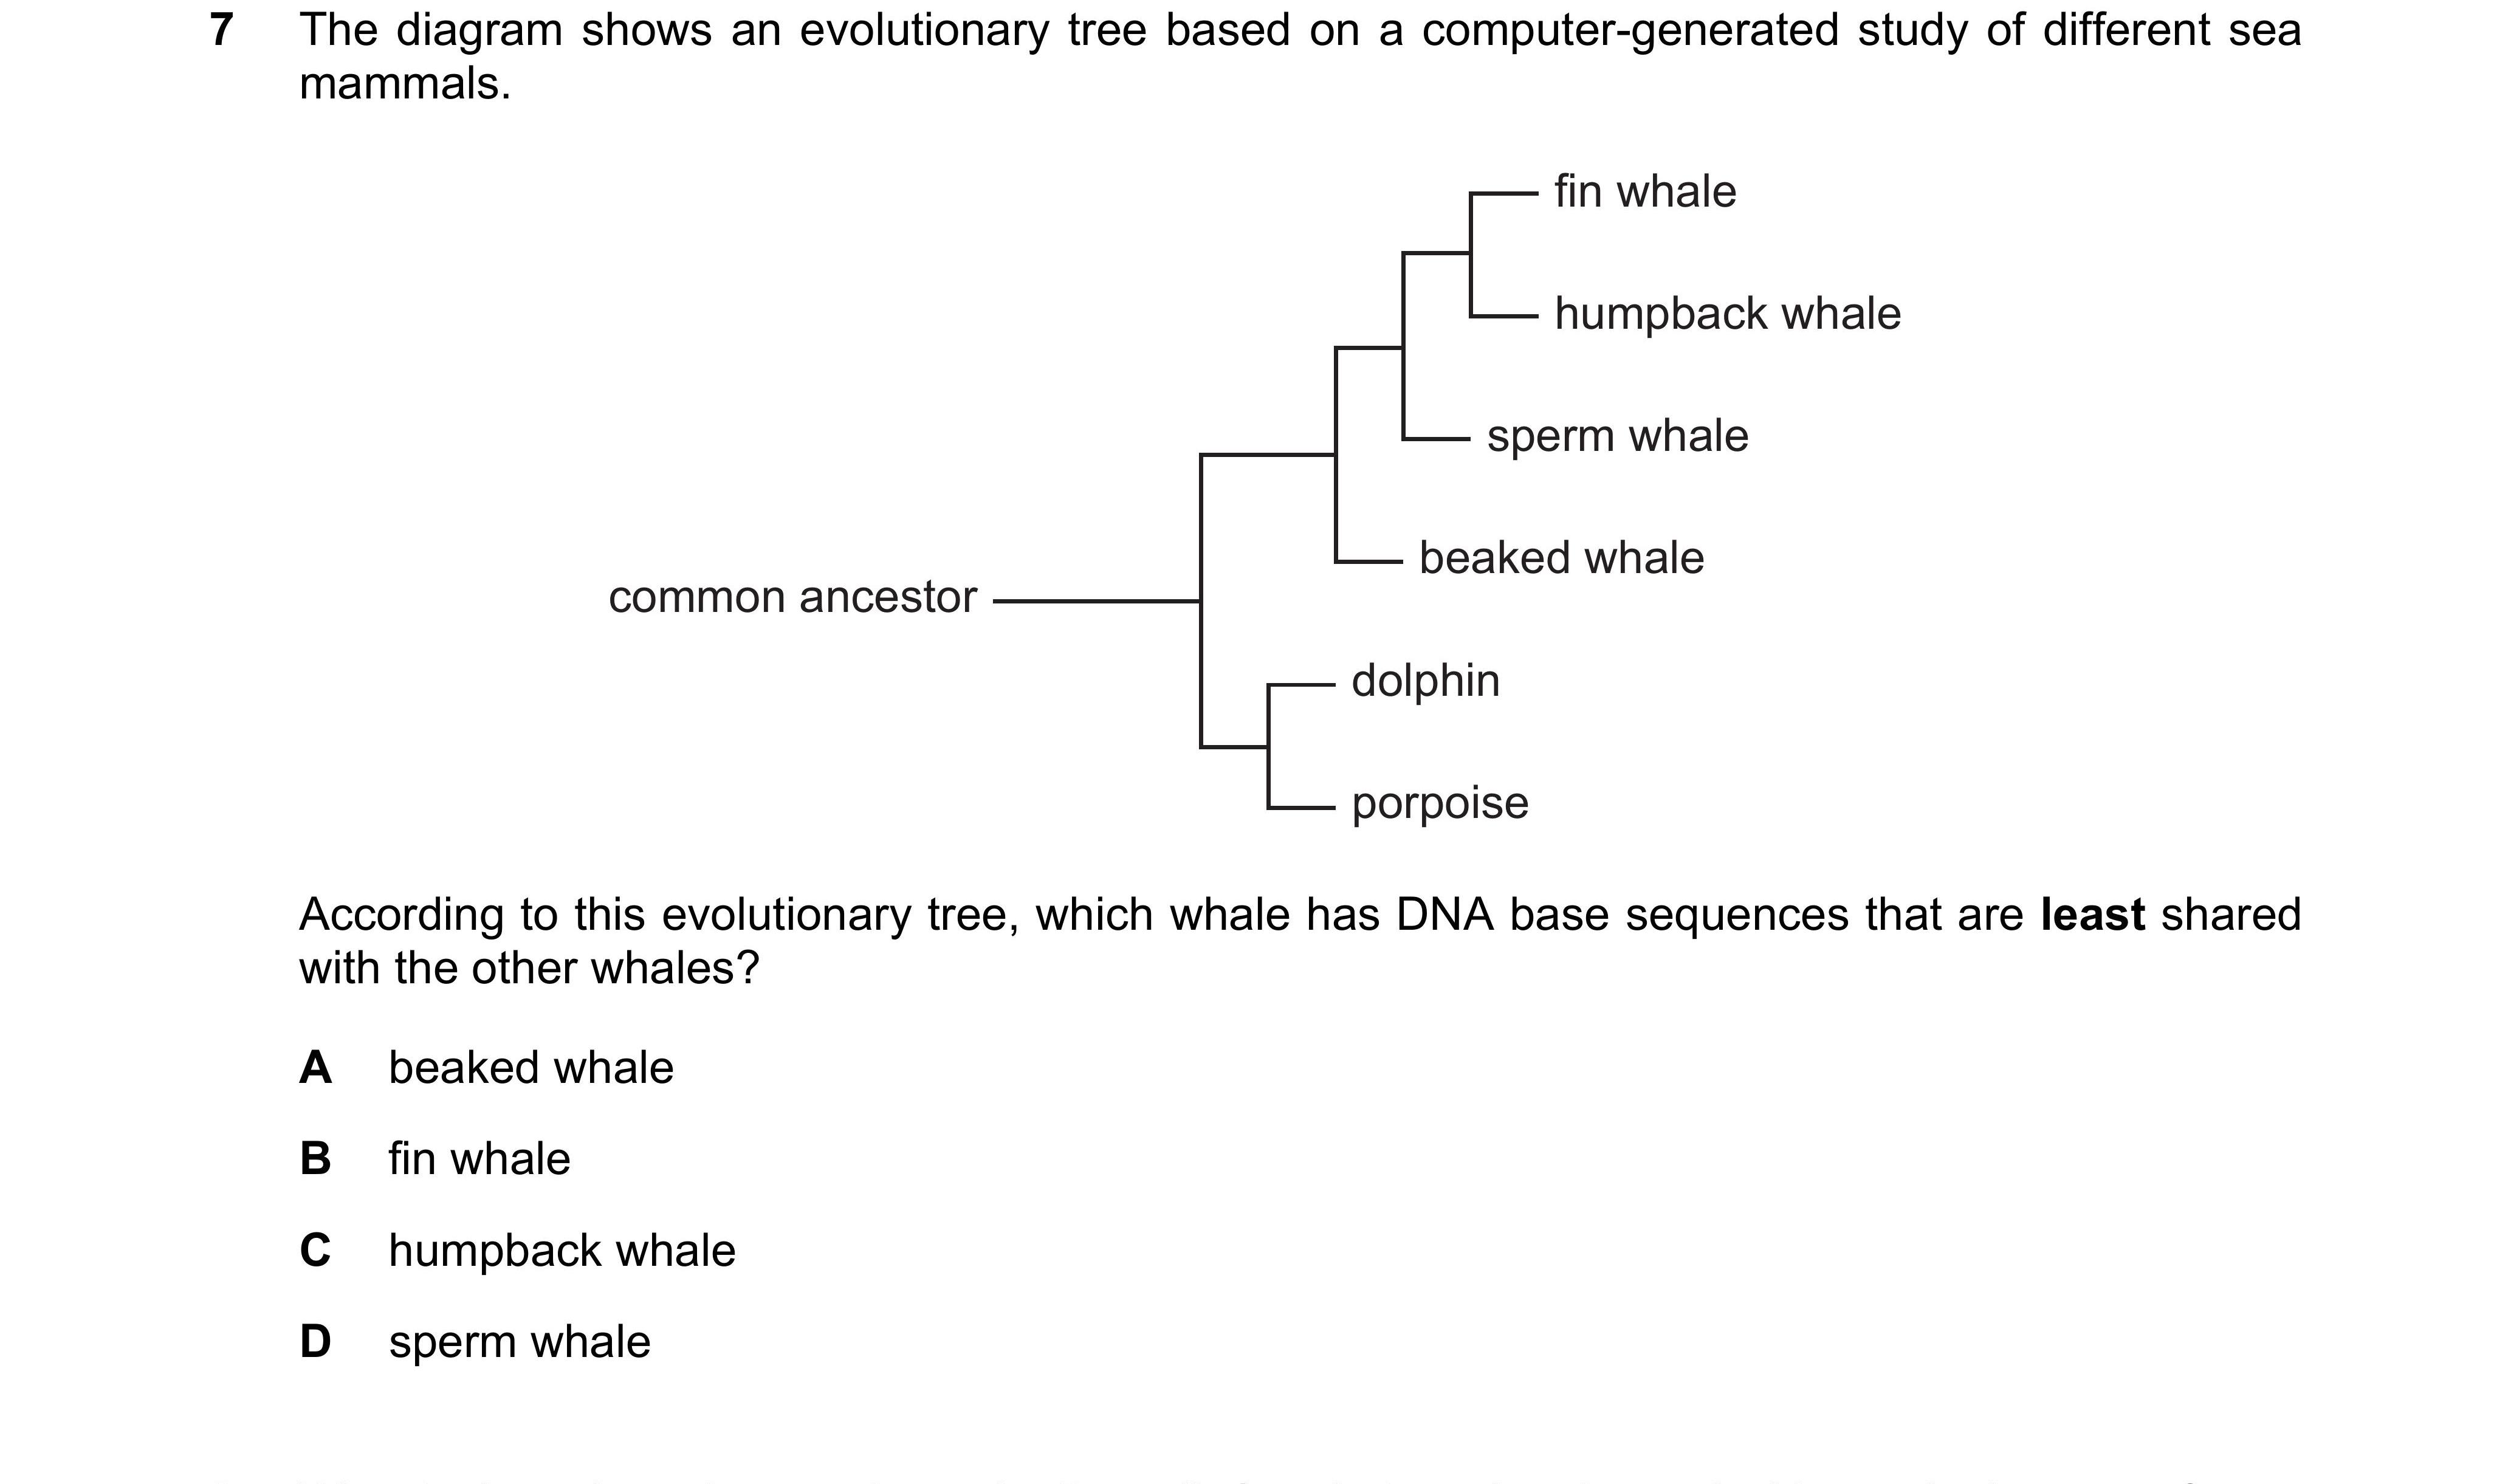 7 The diagram shows an evolutionary tree based on a computer-generated study of different sea
mammals.
fin whale
humpback whale
sperm whale
beaked whale
common ancestor
dolphin
porpoise
According to this evolutionary tree, which whale has DNA base sequences that are least shared
with the other whales?
A beaked whale
B fin whale
C humpback whale
D sperm whale